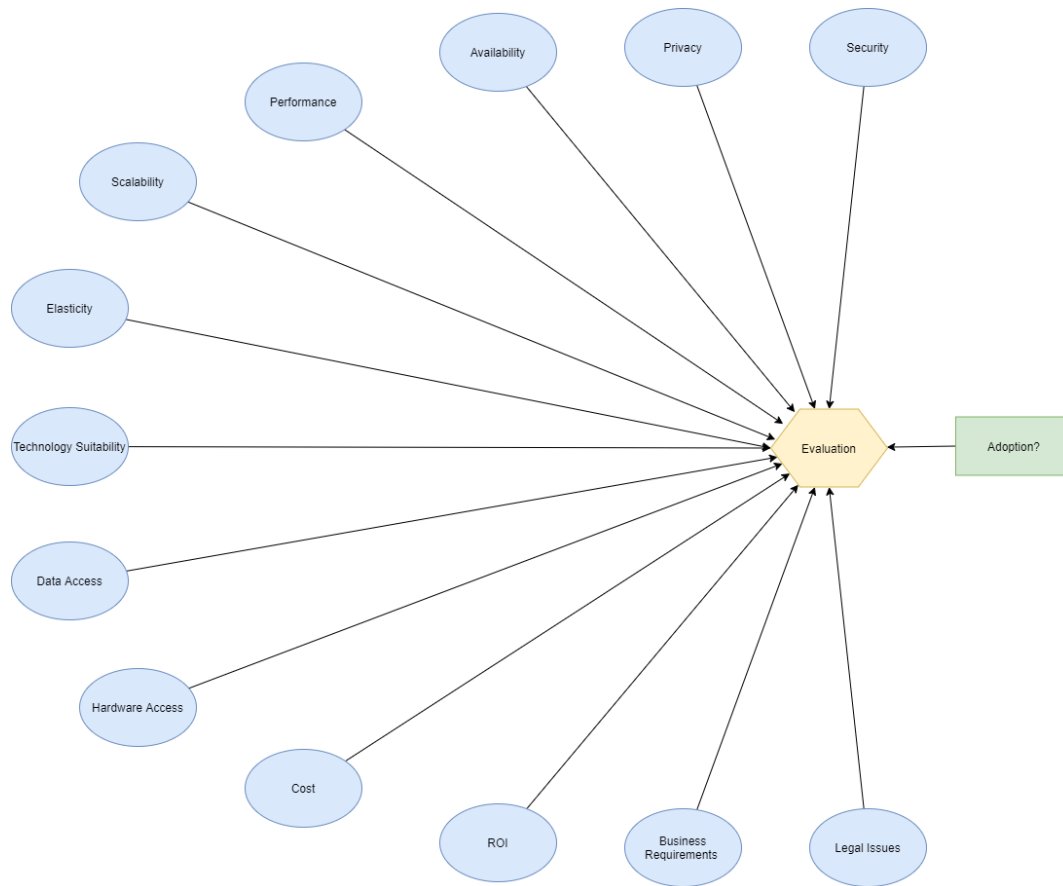 Availability
Privacy
Security
Performance
Scalability
Elasticity
Technology Suitability
Evaluation
Adoption?
Data Access
Hardware Access
Cost
ROI
Business
Requirements
Legal Issues